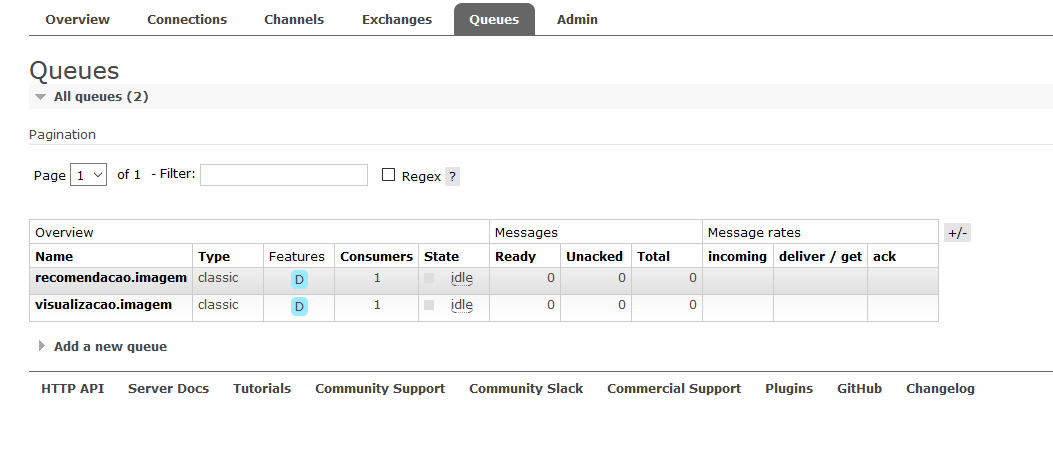 Overview Connections Channels Exchanges Queues Admin
Queues
All queues (2)
Pagination
Page 1 of 1 - Filter: Regex ?
Overview Messages Message rates +/-
Name Type Features Consumers State Ready Unacked Total incoming deliver / get ack
recomendacao.imagem classic D 1 idle 0 0 0
visualizacao.imagem classic D 1 idle 0 0 0
Add a new queue
HTTP API Server Docs Tutorials Community Support Community Slack Commercial Support Plugins GitHub Changelog